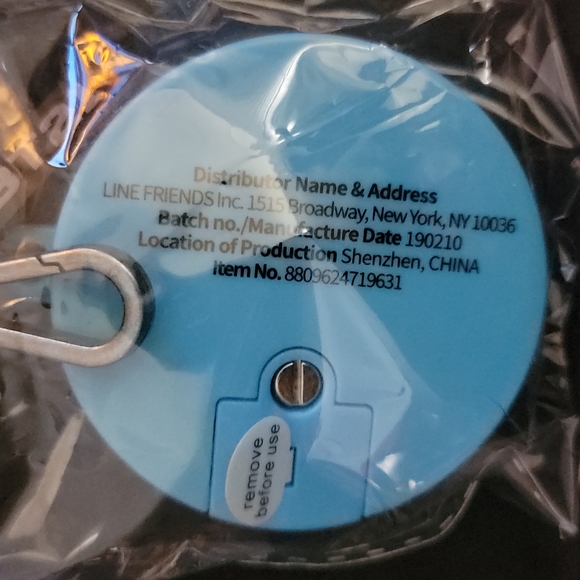 Distributor Name & Address
LINE FRIENDS Inc. 1515 Broadway, New York, NY 10036
Batch no./Manufacture Date 190210
Location of Production Shenzhen, CHINA
Item No. 8809624719631
remove
before use